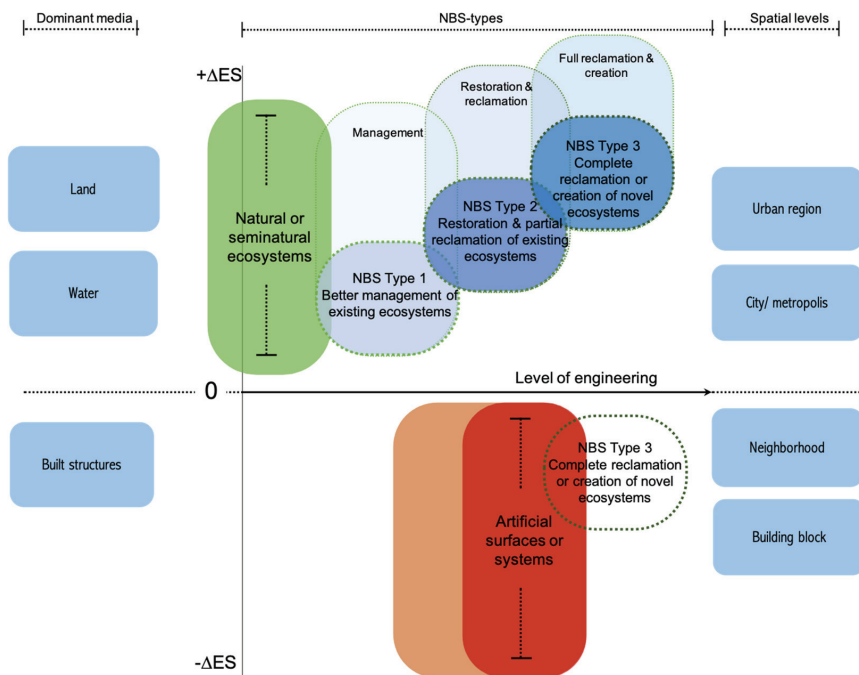 Dominant media
NBS-types
Spatial levels
+ΔES
Full reclamation &
creation
Restoration &
reclamation
Management
Land
Water
Natural or
seminatural
ecosystems
NBS Type 1
Better management of
existing ecosystems
NBS Type 2
Restoration & partial
reclamation of existing
ecosystems
NBS Type 3
Complete
reclamation or
creation of novel
ecosystems
Urban region
City/ metropolis
0
Level of engineering
Built structures
Artificial
surfaces or
systems
NBS Type 3
Complete reclamation
or creation of novel
ecosystems
Neighborhood
Building block
-ΔES